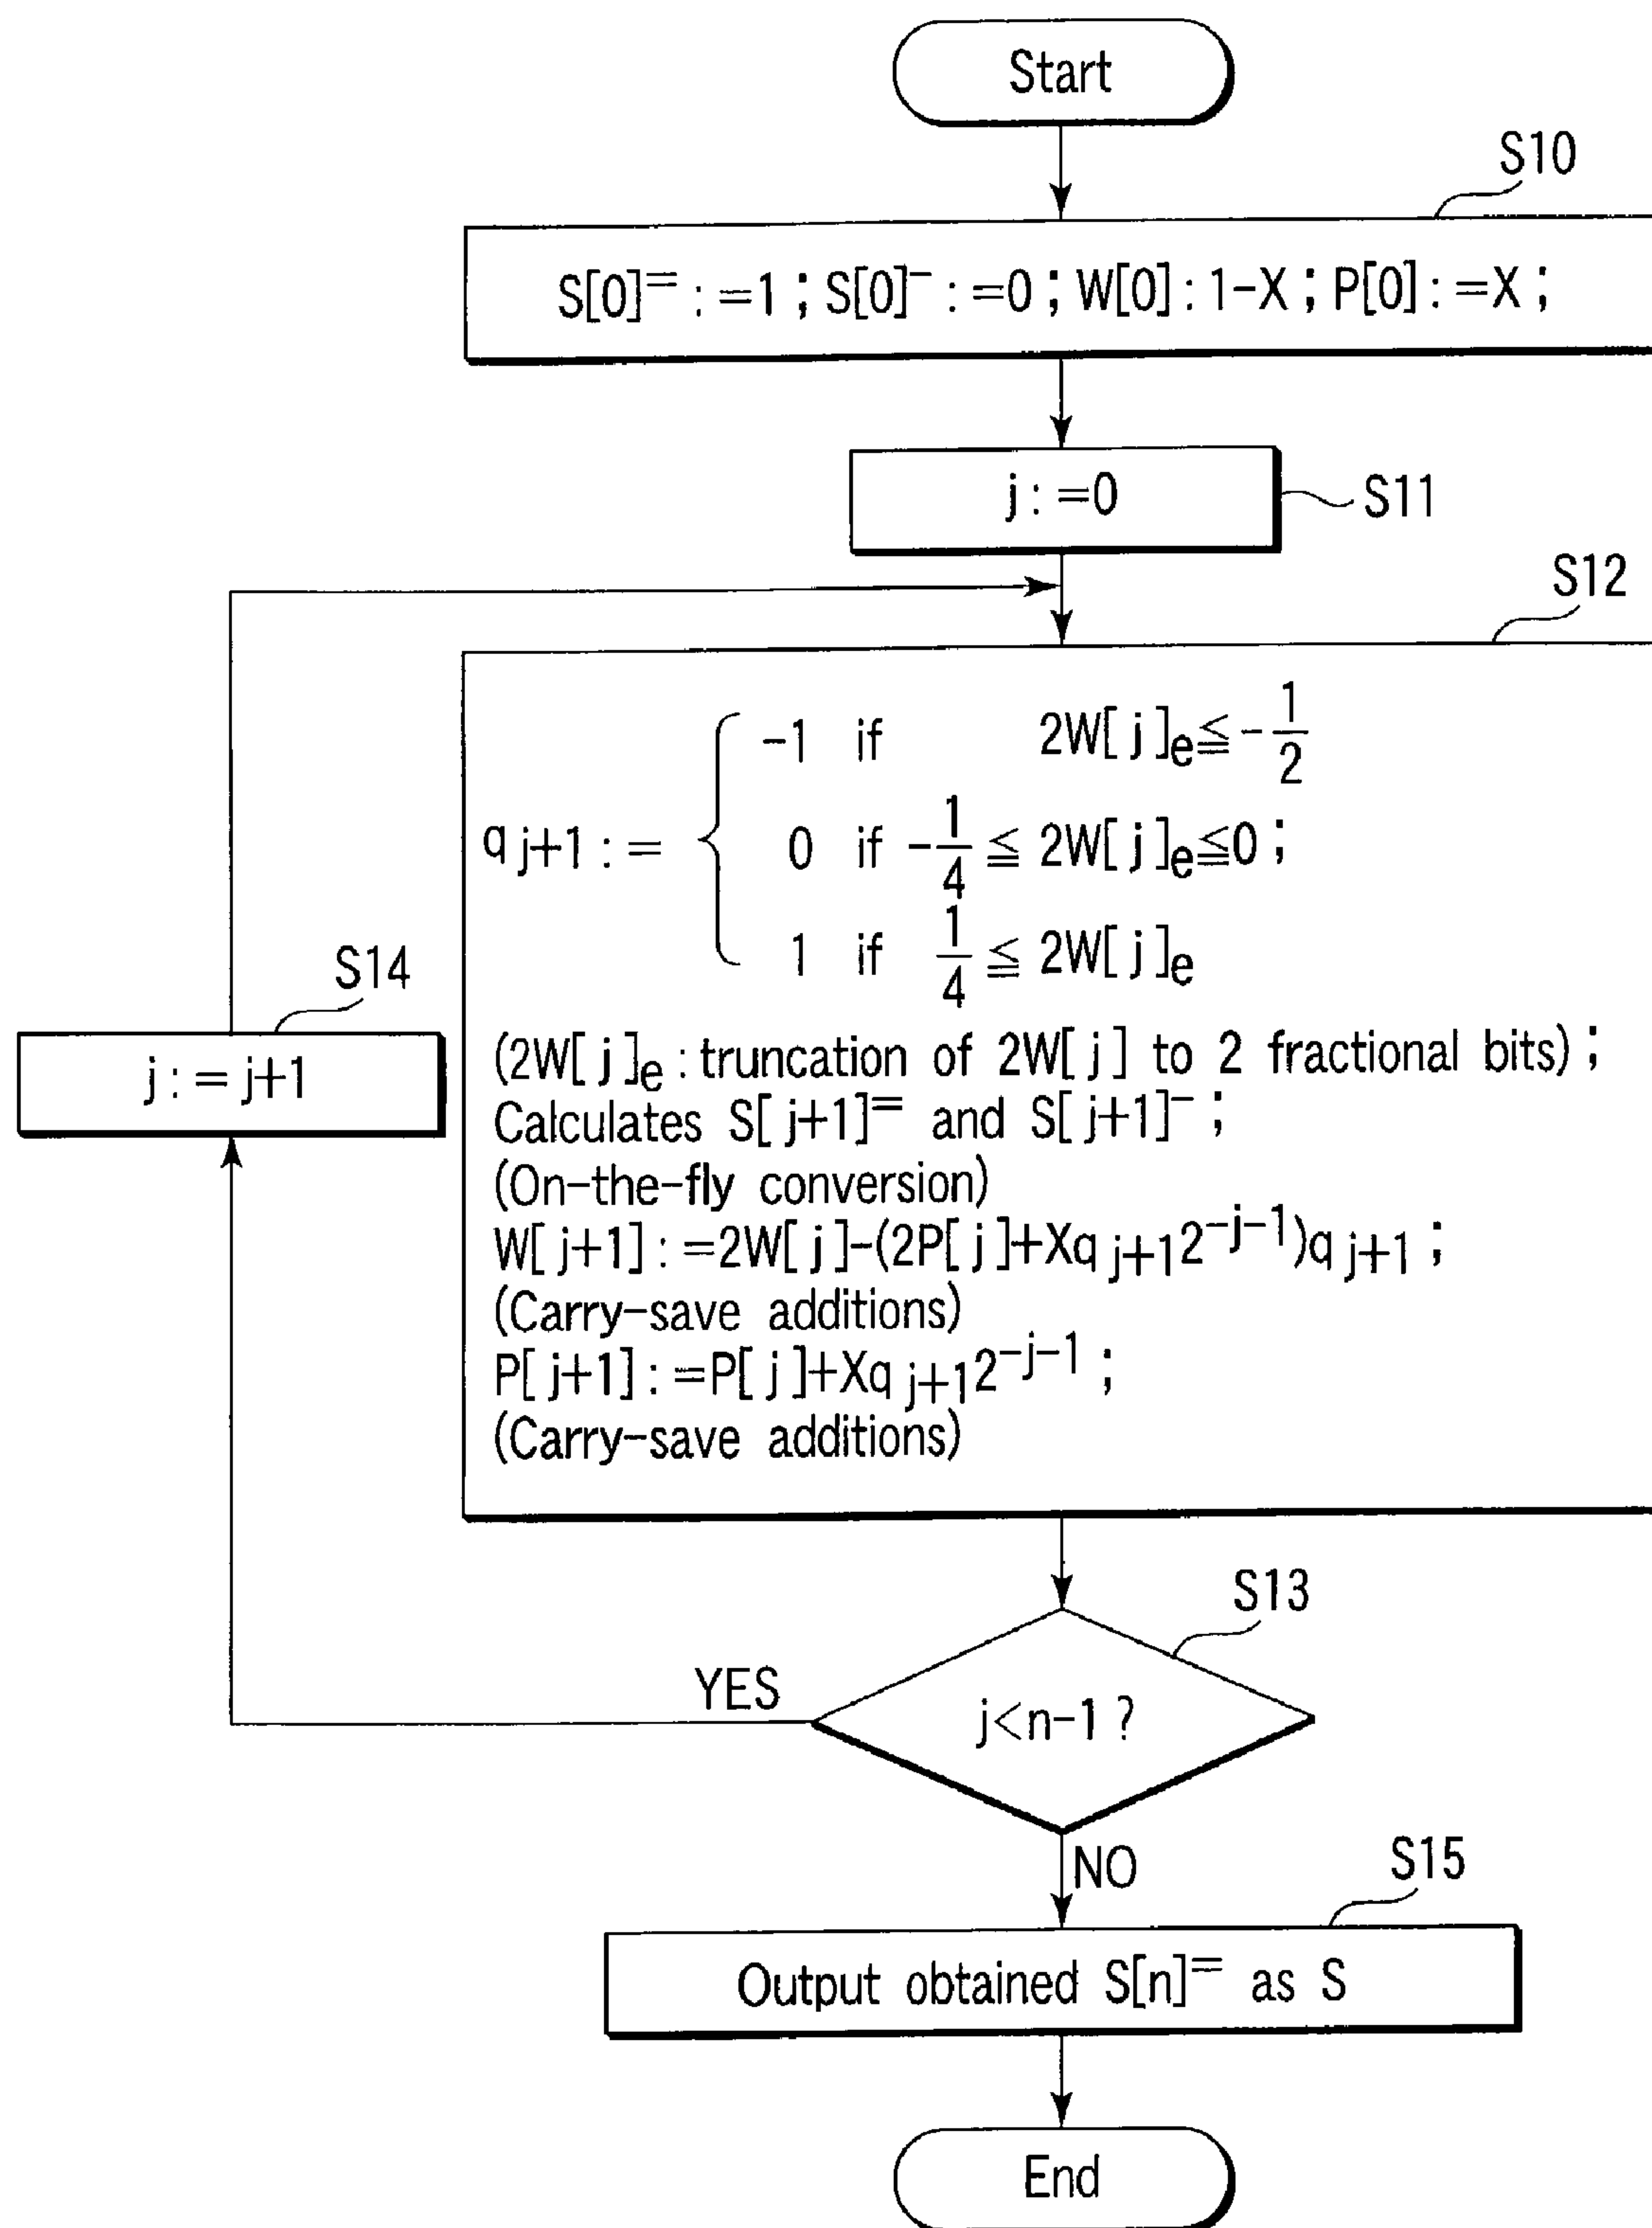 Start
S10
S[0]⁼ :=1 ; S[0]⁻ :=0 ; W[0] : 1-X ; P[0] :=X ;
j : =0
S11
S12
-1 if 2W[j]ₑ≦-1/2
q j+1 : = 0 if -1/4 ≦ 2W[j]ₑ≦0 ;
1 if 1/4 ≦ 2W[j]ₑ
(2W[j]ₑ : truncation of 2W[j] to 2 fractional bits) ;
Calculates S[j+1]⁼ and S[j+1]⁻ ;
(On-the-fly conversion)
W[j+1] : =2W[j]-(2P[j]+Xq j+1 2^-j-1)q j+1 ;
(Carry-save additions)
P[j+1] : =P[j]+Xq j+1 2^-j-1 ;
(Carry-save additions)
S14
j : = j+1
S13
YES
j<n-1 ?
NO
S15
Output obtained S[n]⁼ as S
End